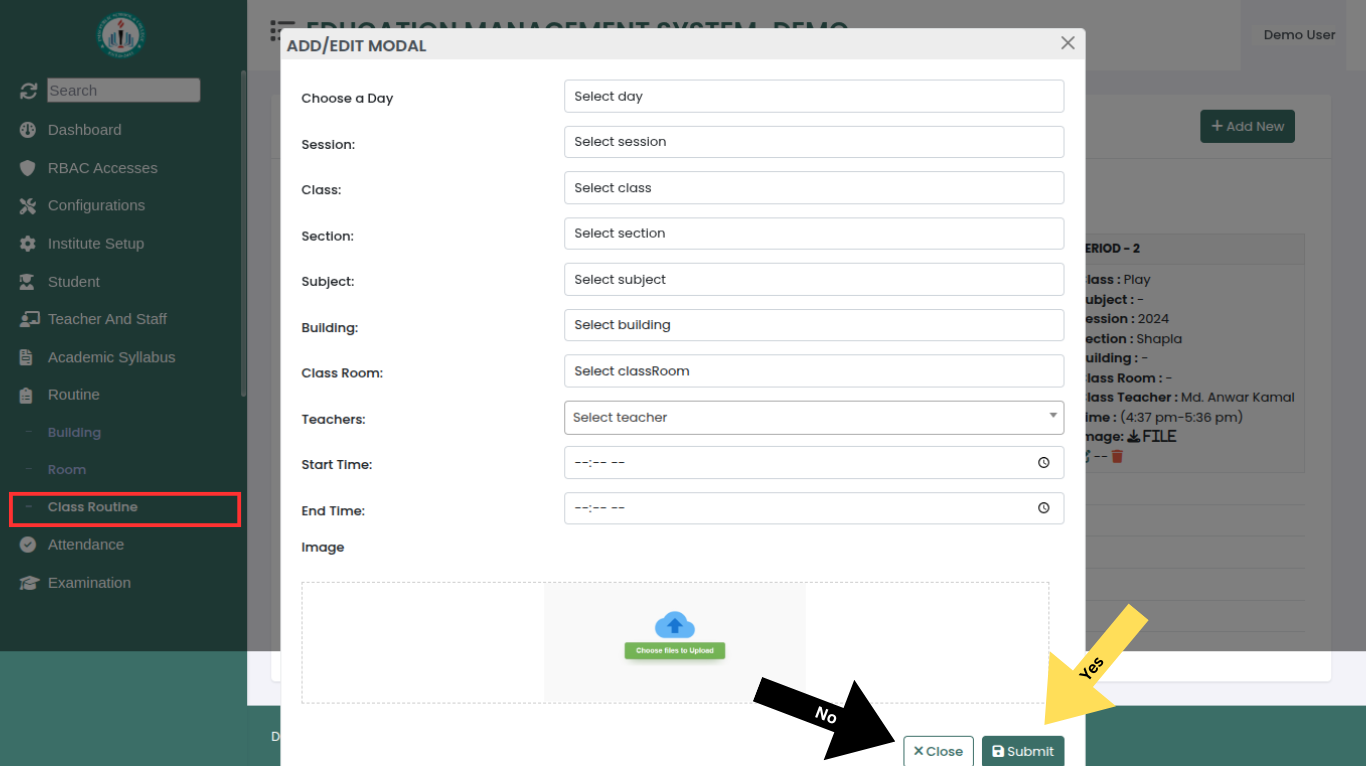 EDUCATION MANAGEMENT SYSTEM- DEMO
Demo User
ADD/EDIT MODAL
Search
Dashboard
RBAC Accesses
Configurations
Institute Setup
Student
Teacher And Staff
Academic Syllabus
Routine
Building
Room
Class Routine
Attendance
Examination
Choose a Day
Select day
Session:
Select session
Class:
Select class
Section:
Select section
Subject:
Select subject
Building:
Select building
Class Room:
Select classRoom
Teachers:
Select teacher
Start Time:
--:-- --
End Time:
--:-- --
Image
Choose files to Upload
No
Yes
Close
Submit
+ Add New
ERIOD - 2
lass : Play
ubject : -
ession : 2024
ection : Shapla
uilding : -
lass Room : -
lass Teacher : Md. Anwar Kamal
ime : (4:37 pm-5:36 pm)
mage: FILE
--
D